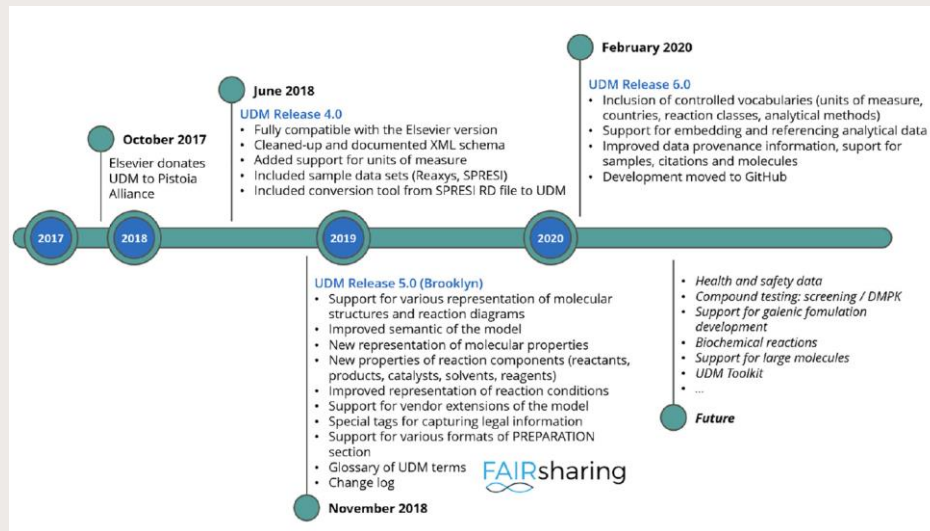 October 2017
Elsevier donates
UDM to Pistoia
Alliance
June 2018
UDM Release 4.0
• Fully compatible with the Elsevier version
• Cleaned-up and documented XML schema
• Added support for units of measure
• Included sample data sets (Reaxys, SPRESI)
• Included conversion tool from SPRESI RD file to UDM
February 2020
UDM Release 6.0
• Inclusion of controlled vocabularies (units of measure,
countries, reaction classes, analytical methods)
• Support for embedding and referencing analytical data
• Improved data provenance information, suport for
samples, citations and molecules
• Development moved to GitHub
2017
2018
2019
2020
UDM Release 5.0 (Brooklyn)
• Support for various representation of molecular
structures and reaction diagrams
• Improved semantic of the model
• New representation of molecular properties
• New properties of reaction components (reactants,
products, catalysts, solvents, reagents)
• Improved representation of reaction conditions
• Support for vendor extensions of the model
• Special tags for capturing legal information
• Support for various formats of PREPARATION
section
• Glossary of UDM terms
• Change log
November 2018
FAIRsharing
• Health and safety data
• Compound testing: screening / DMPK
• Support for galenic fomulation
development
• Biochemical reactions
• Support for large molecules
• UDM Toolkit
• ...
Future